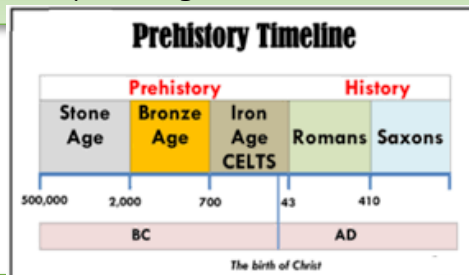 Prehistory Timeline
Prehistory History
Stone Age Bronze Age Iron Age CELTS Romans Saxons
500,000 2,000 700 43 410
BC AD
The birth of Christ